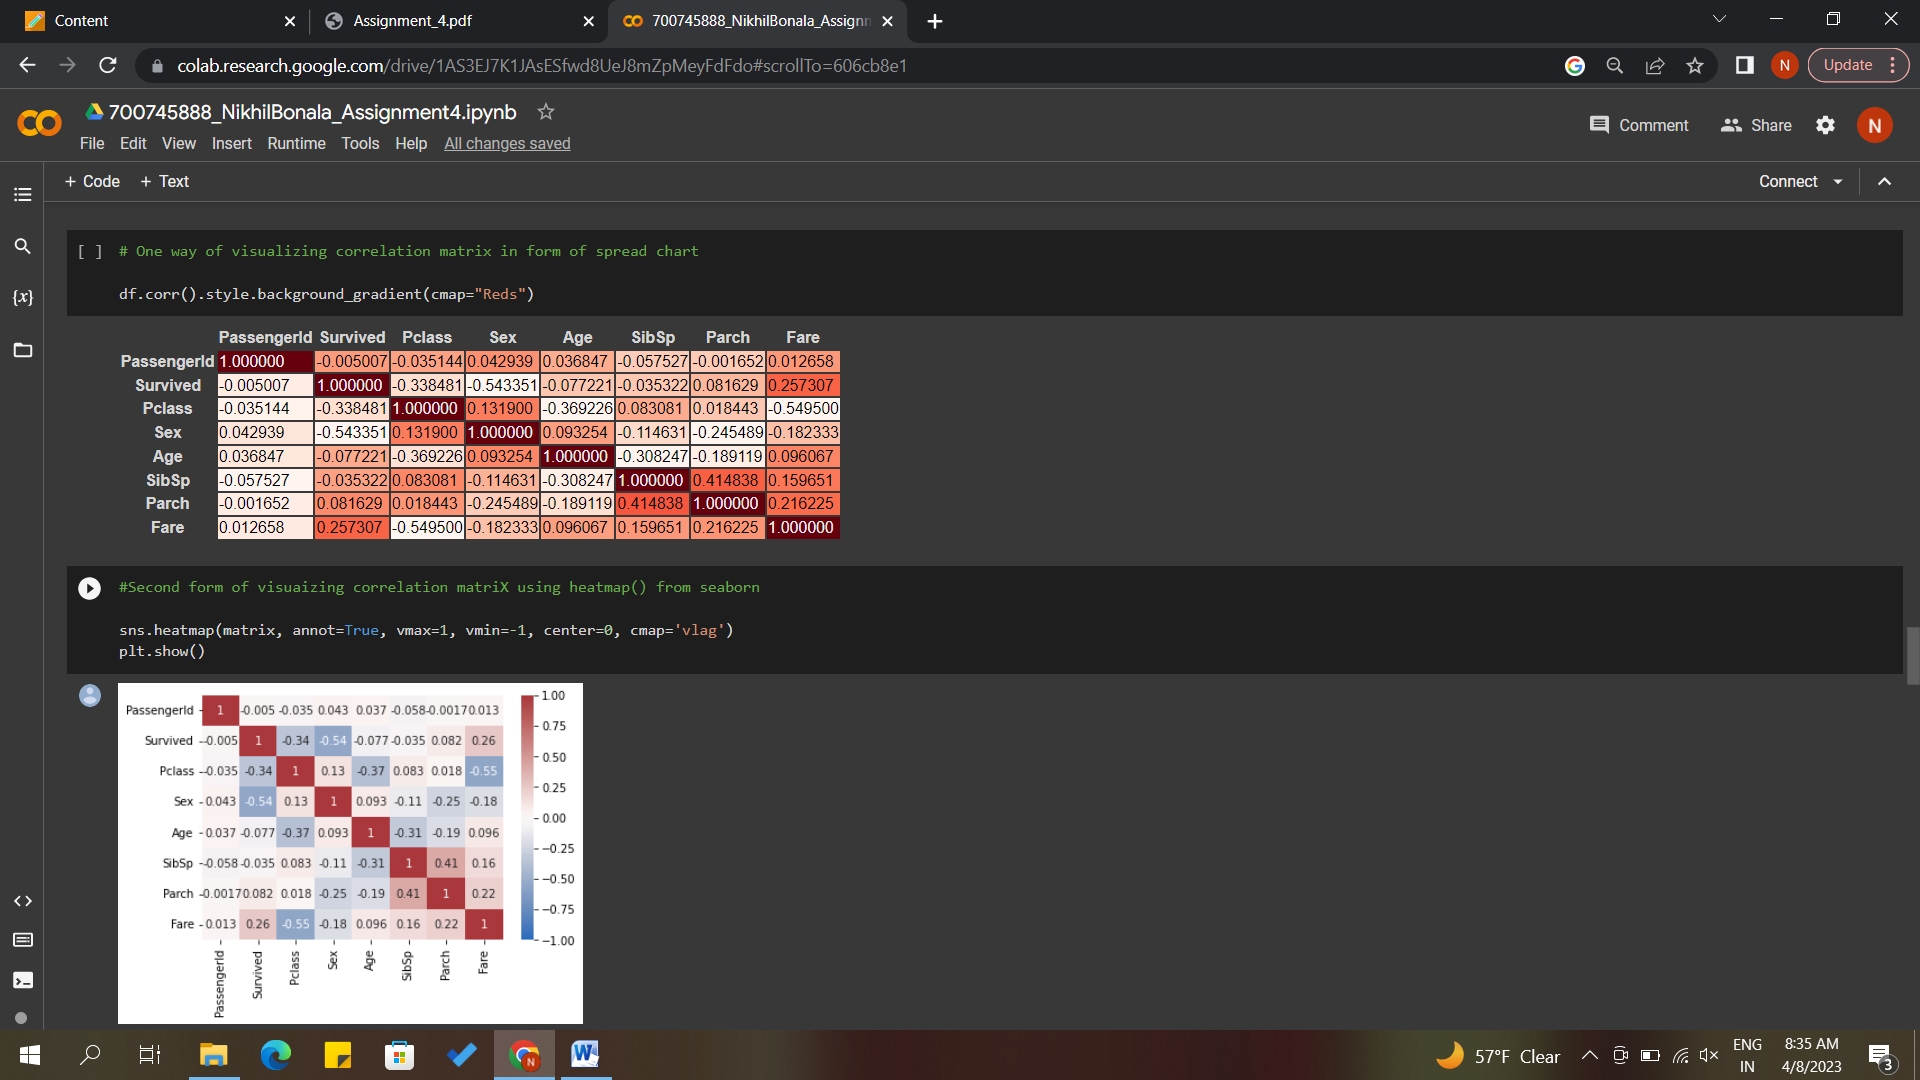 Content
Assignment_4.pdf
700745888_NikhilBonala_Assignn
colab.research.google.com/drive/1AS3EJ7K1JAsESfwd8UeJ8mZpMeyFdFdo#scrollTo=606cb8e1
N
Update
700745888_NikhilBonala_Assignment4.ipynb
File Edit View Insert Runtime Tools Help All changes saved
Comment
Share
N
+ Code + Text
Connect
{x}
[ ] # One way of visualizing correlation matrix in form of spread chart
df.corr().style.background_gradient(cmap="Reds")
PassengerId Survived Pclass Sex Age SibSp Parch Fare
PassengerId 1.000000 -0.005007 -0.035144 0.042939 0.036847 -0.057527 -0.001652 0.012658
Survived -0.005007 1.000000 -0.338481 -0.543351 -0.077221 -0.035322 0.081629 0.257307
Pclass -0.035144 -0.338481 1.000000 0.131900 -0.369226 0.083081 0.018443 -0.549500
Sex 0.042939 -0.543351 0.131900 1.000000 0.093254 -0.114631 -0.245489 -0.182333
Age 0.036847 -0.077221 -0.369226 0.093254 1.000000 -0.308247 -0.189119 0.096067
SibSp -0.057527 -0.035322 0.083081 -0.114631 -0.308247 1.000000 0.414838 0.159651
Parch -0.001652 0.081629 0.018443 -0.245489 -0.189119 0.414838 1.000000 0.216225
Fare 0.012658 0.257307 -0.549500 -0.182333 0.096067 0.159651 0.216225 1.000000
#Second form of visuaizing correlation matriX using heatmap() from seaborn
sns.heatmap(matrix, annot=True, vmax=1, vmin=-1, center=0, cmap='vlag')
plt.show()
PassengerId 1 -0.005 -0.035 0.043 0.037 -0.058 -0.0017 0.013
Survived -0.005 1 -0.34 -0.54 -0.077 -0.035 0.082 0.26
Pclass -0.035 -0.34 1 0.13 -0.37 0.083 0.018 -0.55
Sex 0.043 -0.54 0.13 1 0.093 -0.11 -0.25 -0.18
Age 0.037 -0.077 -0.37 0.093 1 -0.31 -0.19 0.096
SibSp -0.058 -0.035 0.083 -0.11 -0.31 1 0.41 0.16
Parch -0.0017 0.082 0.018 -0.25 -0.19 0.41 1 0.22
Fare 0.013 0.26 -0.55 -0.18 0.096 0.16 0.22 1
PassengerId Survived Pclass Sex Age SibSp Parch Fare
1.00
0.75
0.50
0.25
0.00
−0.25
−0.50
−0.75
−1.00
57°F Clear
ENG
IN
8:35 AM
4/8/2023
3